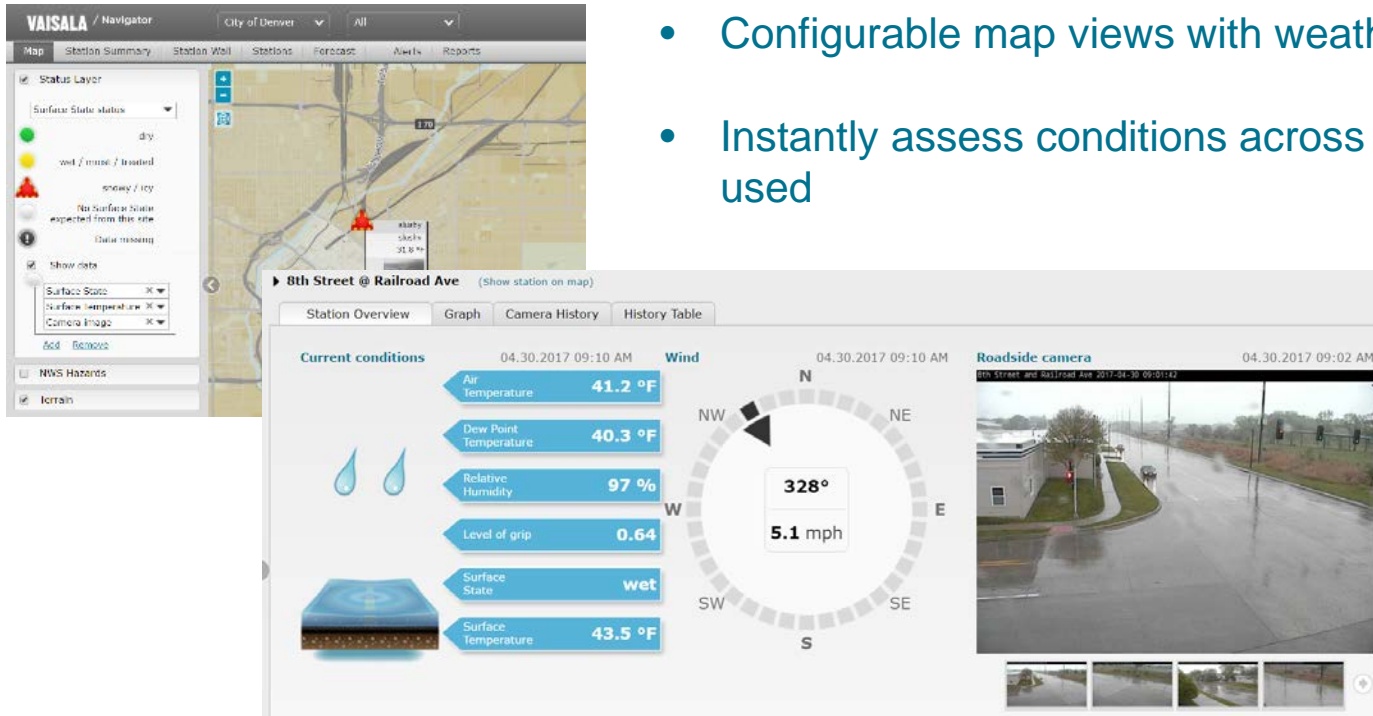 VAISALA / Navigator
City of Denver
All
Map Station Summary Station Wall Stations Forecast Alerts Reports
Status Layer
Surface State status
dry
wet / moist / treated
snowy / icy
No Surface State
expected from this site
Data missing
Show data
Surface State
Surface Temperature
Camera image
Add Remove
NWS Hazards
Terrain
I 70
slushy
slushy
31.8 °F
• Configurable map views with weath
• Instantly assess conditions across
used
8th Street @ Railroad Ave (Show station on map)
Station Overview Graph Camera History History Table
Current conditions 04.30.2017 09:10 AM
Air
Temperature 41.2 °F
Dew Point
Temperature 40.3 °F
Relative
Humidity 97 %
Level of grip 0.64
Surface
State wet
Surface
Temperature 43.5 °F
Wind 04.30.2017 09:10 AM
N
NW NE
W E
328°
5.1 mph
SW SE
S
Roadside camera 04.30.2017 09:02 AM
8th Street and Railroad Ave 2017-04-30 09:01:42